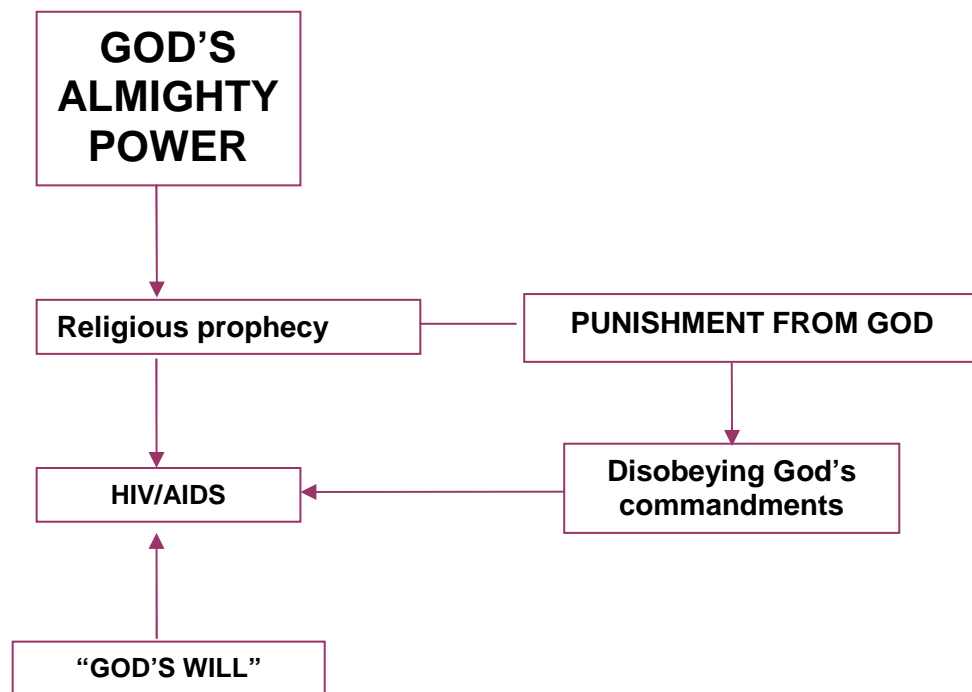 GOD’S
ALMIGHTY
POWER
Religious prophecy
PUNISHMENT FROM GOD
HIV/AIDS
Disobeying God’s
commandments
“GOD’S WILL”